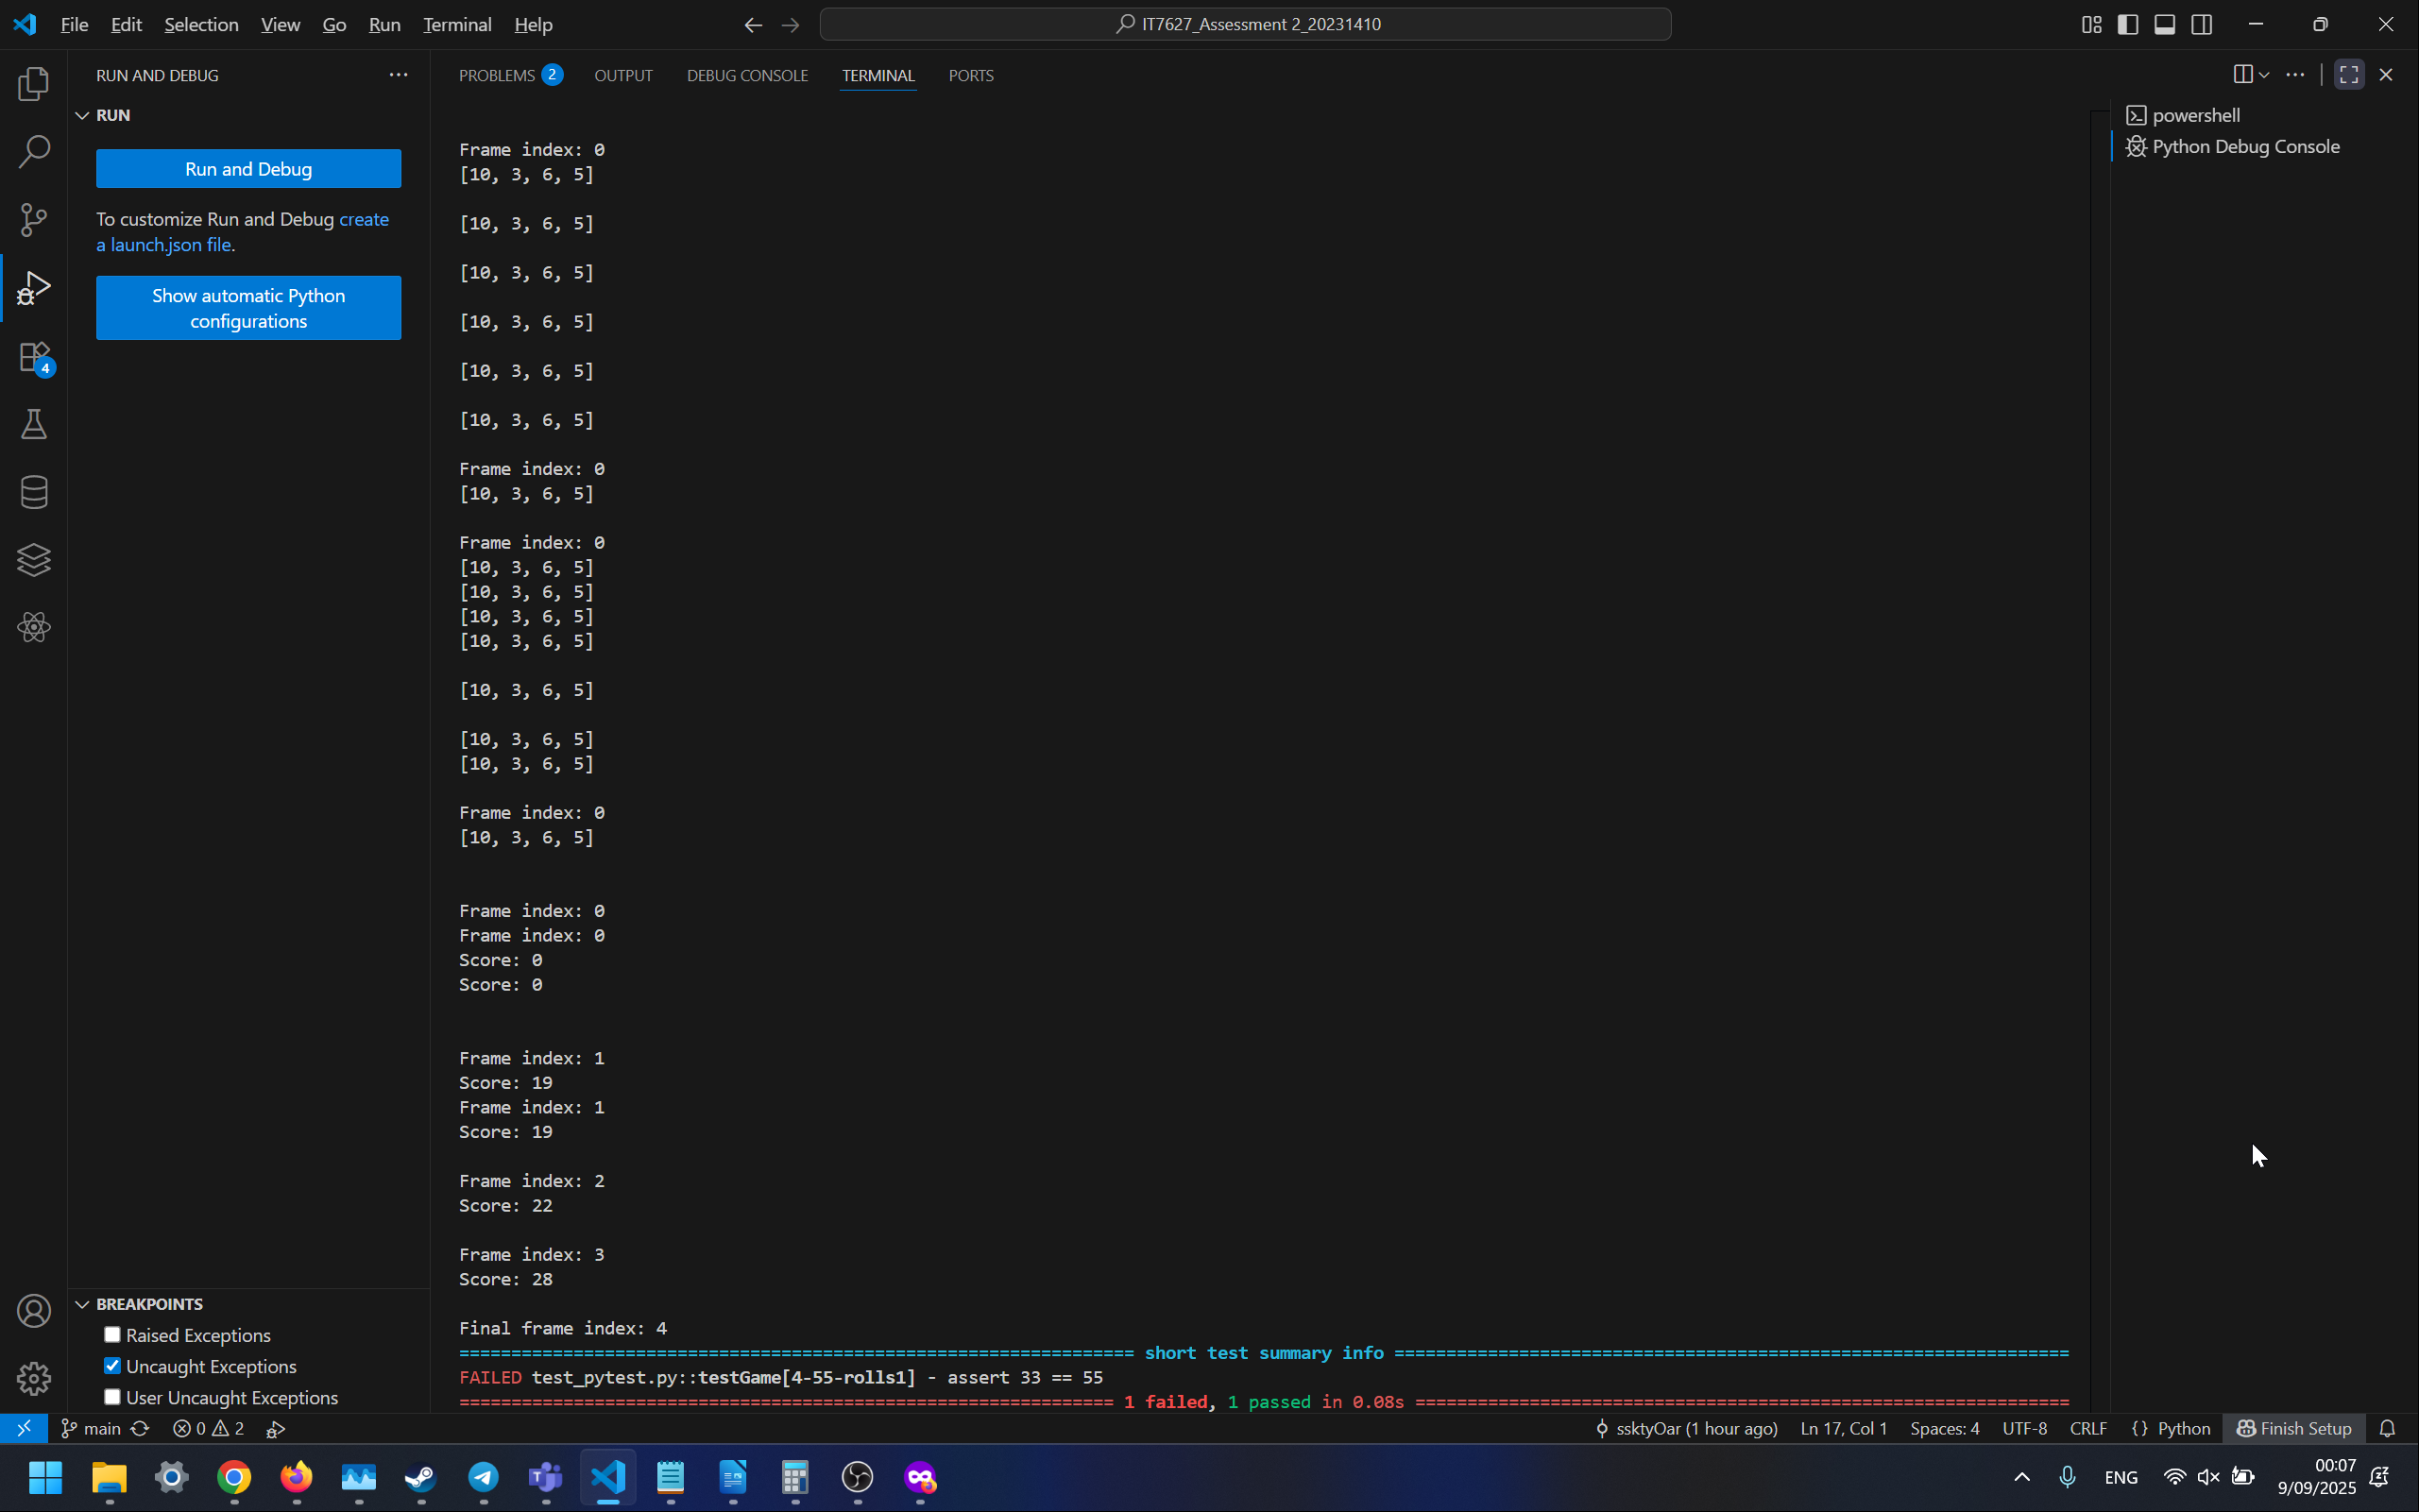 File Edit Selection View Go Run Terminal Help
IT7627_Assessment 2_20231410
RUN AND DEBUG
RUN
Run and Debug
To customize Run and Debug create
a launch.json file.
Show automatic Python
configurations
4
PROBLEMS 2 OUTPUT DEBUG CONSOLE TERMINAL PORTS
powershell
Python Debug Console
Frame index: 0
[10, 3, 6, 5]
[10, 3, 6, 5]
[10, 3, 6, 5]
[10, 3, 6, 5]
[10, 3, 6, 5]
[10, 3, 6, 5]
Frame index: 0
[10, 3, 6, 5]
Frame index: 0
[10, 3, 6, 5]
[10, 3, 6, 5]
[10, 3, 6, 5]
[10, 3, 6, 5]
[10, 3, 6, 5]
[10, 3, 6, 5]
[10, 3, 6, 5]
Frame index: 0
[10, 3, 6, 5]
Frame index: 0
Frame index: 0
Score: 0
Score: 0
Frame index: 1
Score: 19
Frame index: 1
Score: 19
Frame index: 2
Score: 22
Frame index: 3
Score: 28
Final frame index: 4
short test summary info
FAILED test_pytest.py::testGame[4-55-rolls1] - assert 33 == 55
1 failed, 1 passed in 0.08s
BREAKPOINTS
Raised Exceptions
Uncaught Exceptions
User Uncaught Exceptions
main 0 2
ssktyOar (1 hour ago) Ln 17, Col 1 Spaces: 4 UTF-8 CRLF {} Python Finish Setup
ENG
00:07
9/09/2025